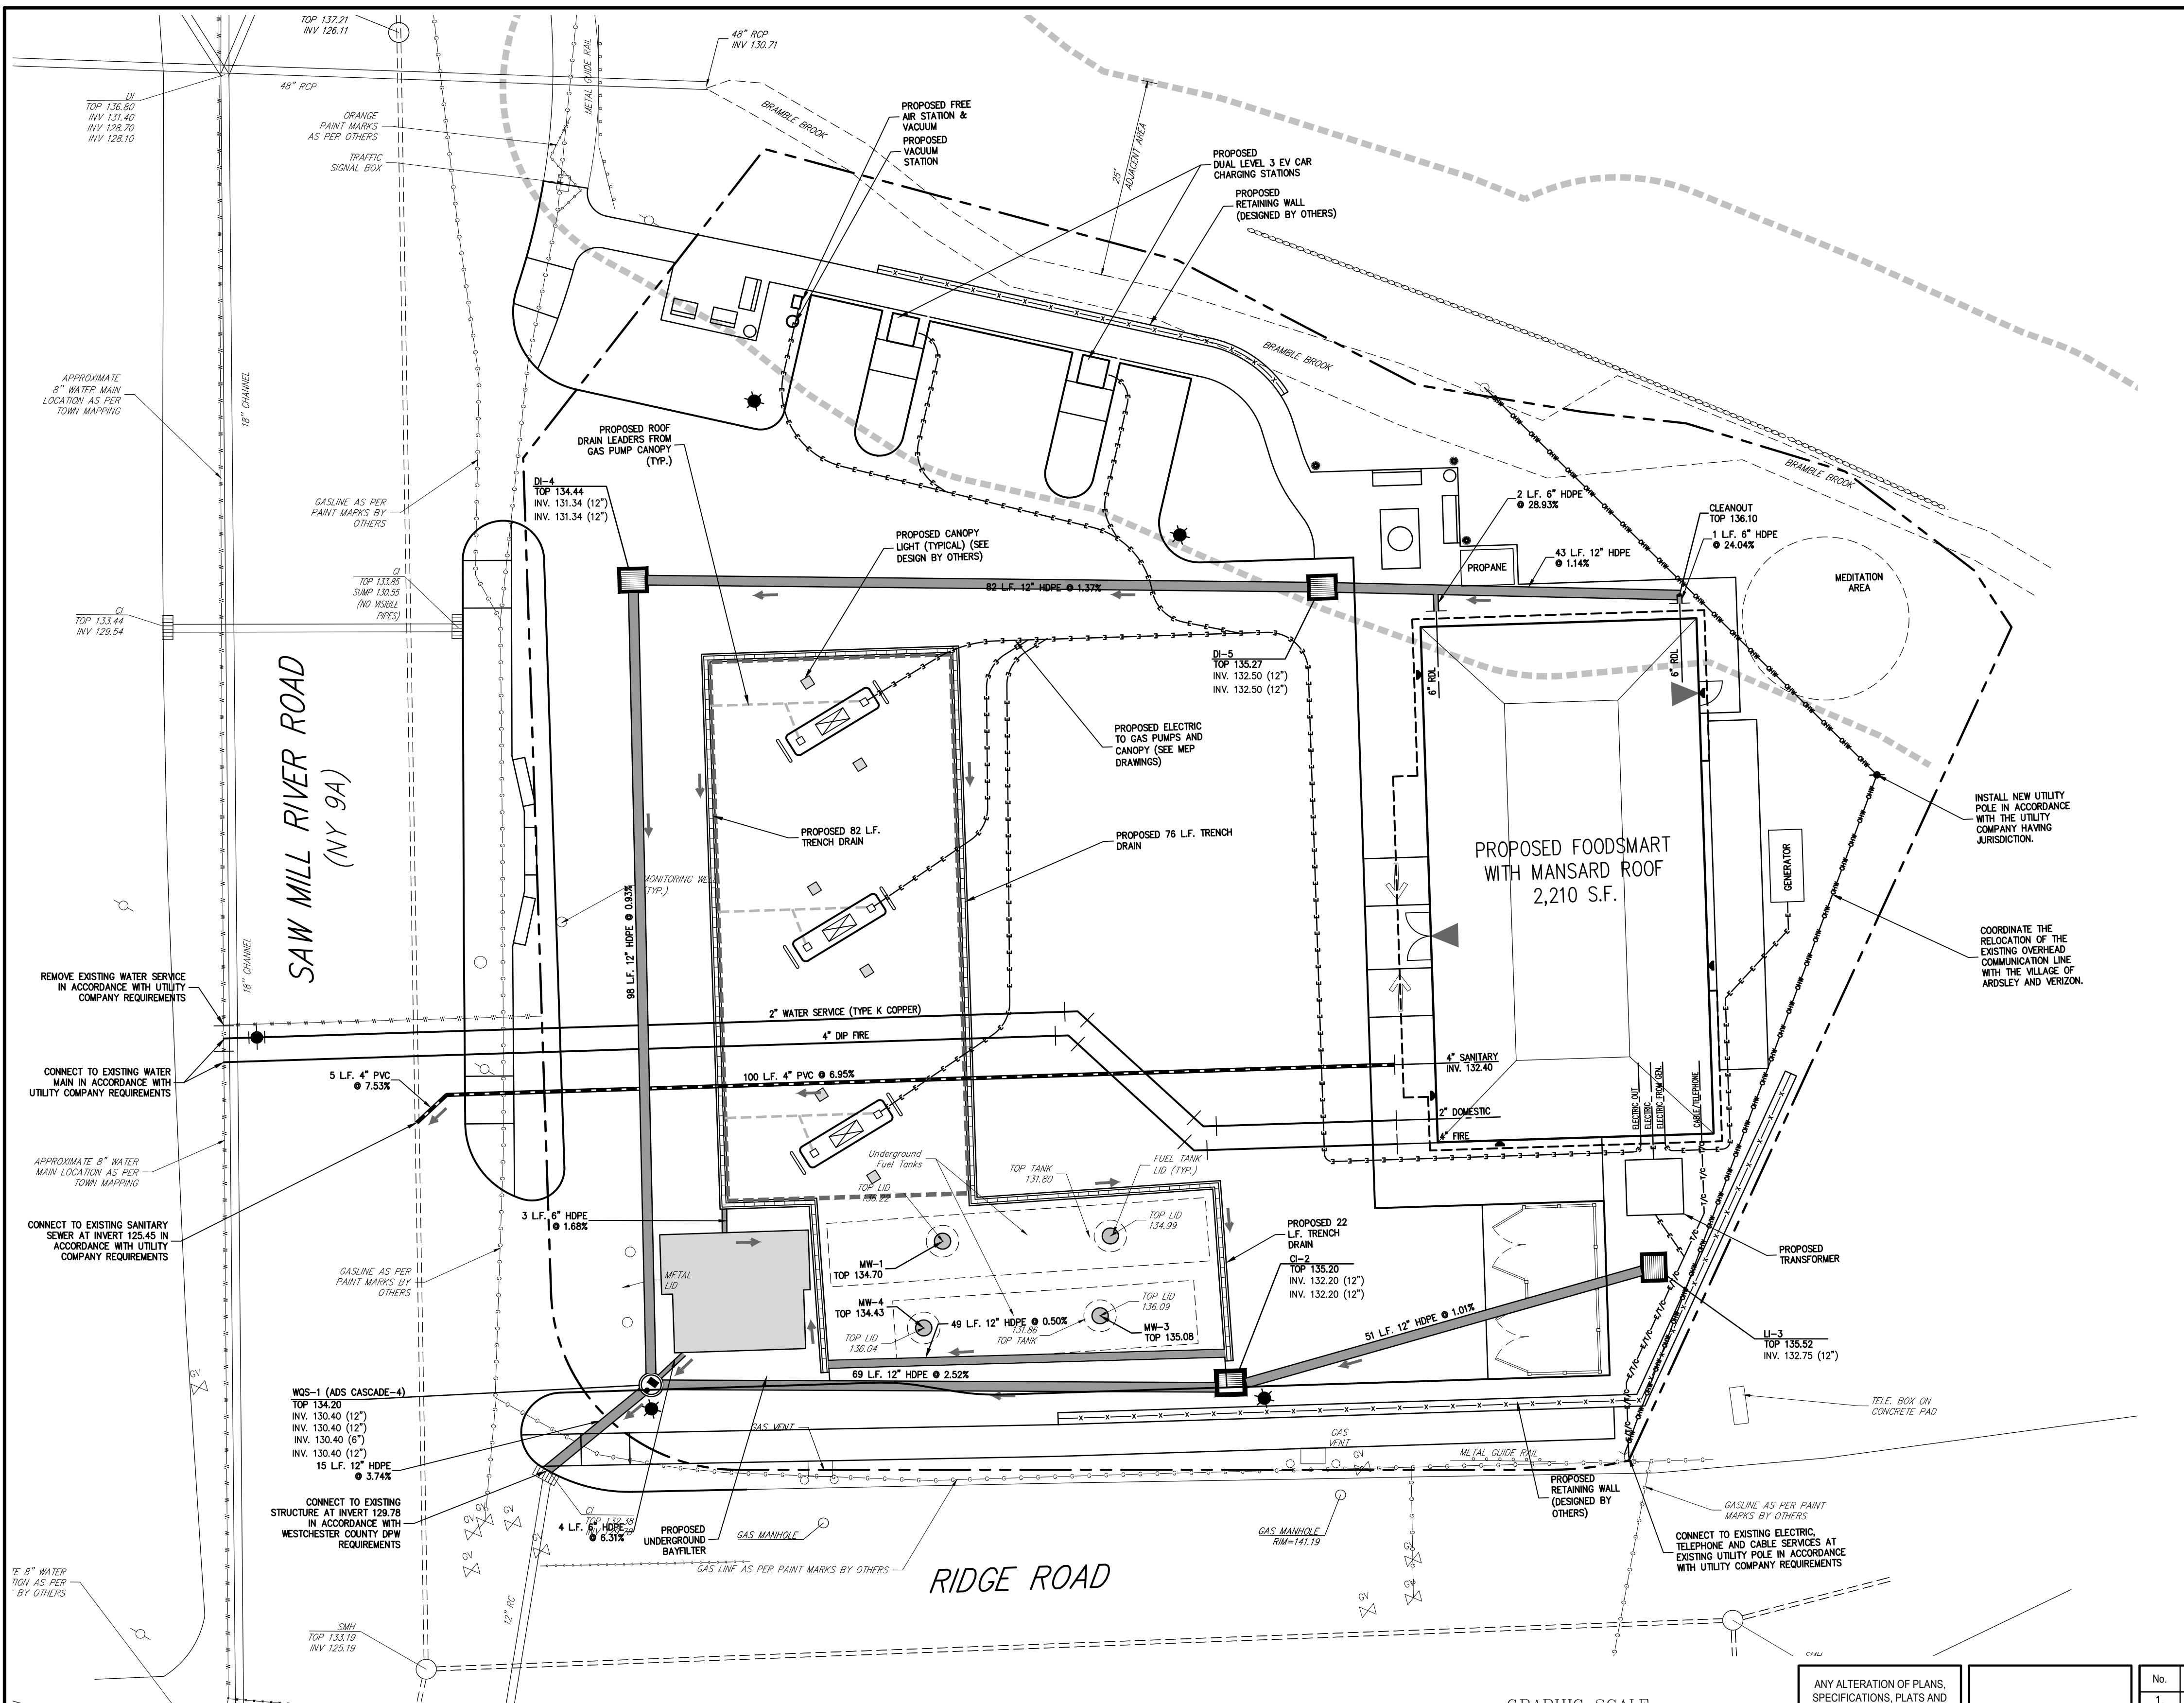 TOP 137.21
INV 126.11
48" RCP
INV 130.71
48" RCP
METAL GUIDE RAIL
DI
TOP 136.80
INV 131.40
INV 128.70
INV 128.10
ORANGE
PAINT MARKS
AS PER OTHERS
TRAFFIC
SIGNAL BOX
BRAMBLE BROOK
PROPOSED FREE
AIR STATION &
VACUUM
PROPOSED
VACUUM
STATION
25'
ADJACENT AREA
PROPOSED
DUAL LEVEL 3 EV CAR
CHARGING STATIONS
PROPOSED
RETAINING WALL
(DESIGNED BY OTHERS)
BRAMBLE BROOK
BRAMBLE BROOK
APPROXIMATE
8" WATER MAIN
LOCATION AS PER
TOWN MAPPING
18" CHANNEL
PROPOSED ROOF
DRAIN LEADERS FROM
GAS PUMP CANOPY
(TYP.)
DI-4
TOP 134.44
INV. 131.34 (12")
INV. 131.34 (12")
GASLINE AS PER
PAINT MARKS BY
OTHERS
PROPOSED CANOPY
LIGHT (TYPICAL) (SEE
DESIGN BY OTHERS)
2 L.F. 6" HDPE
@ 28.93%
CLEANOUT
TOP 136.10
1 L.F. 6" HDPE
@ 24.04%
43 L.F. 12" HDPE
@ 1.14%
PROPANE
MEDITATION
AREA
CI
TOP 133.85
SUMP 130.55
(NO VISIBLE
PIPES)
CI
TOP 133.44
INV 129.54
82 L.F. 12" HDPE @ 1.37%
DI-5
TOP 135.27
INV. 132.50 (12")
INV. 132.50 (12")
6" RDL
6" RDL
SAW MILL RIVER ROAD
(NY 9A)
PROPOSED ELECTRIC
TO GAS PUMPS AND
CANOPY (SEE MEP
DRAWINGS)
PROPOSED 82 L.F.
TRENCH DRAIN
PROPOSED 76 L.F. TRENCH
DRAIN
INSTALL NEW UTILITY
POLE IN ACCORDANCE
WITH THE UTILITY
COMPANY HAVING
JURISDICTION.
PROPOSED FOODSMART
WITH MANSARD ROOF
2,210 S.F.
GENERATOR
MONITORING WELL
(TYP.)
98 L.F. 12" HDPE @ 0.93%
COORDINATE THE
RELOCATION OF THE
EXISTING OVERHEAD
COMMUNICATION LINE
WITH THE VILLAGE OF
ARDSLEY AND VERIZON.
18" CHANNEL
REMOVE EXISTING WATER SERVICE
IN ACCORDANCE WITH UTILITY
COMPANY REQUIREMENTS
2" WATER SERVICE (TYPE K COPPER)
4" DIP FIRE
CONNECT TO EXISTING WATER
MAIN IN ACCORDANCE WITH
UTILITY COMPANY REQUIREMENTS
5 L.F. 4" PVC
@ 7.53%
100 L.F. 4" PVC @ 6.95%
4" SANITARY
INV. 132.40
2" DOMESTIC
4" FIRE
ELECTRIC OUT
ELECTRIC
ELECTRIC FROM GEN.
CABLE/TELEPHONE
APPROXIMATE 8" WATER
MAIN LOCATION AS PER
TOWN MAPPING
Underground
Fuel Tanks
TOP TANK
131.80
FUEL TANK
LID (TYP.)
TOP LID
136.22
TOP LID
134.99
3 L.F. 6" HDPE
@ 1.68%
CONNECT TO EXISTING SANITARY
SEWER AT INVERT 125.45 IN
ACCORDANCE WITH UTILITY
COMPANY REQUIREMENTS
PROPOSED 22
L.F. TRENCH
DRAIN
CI-2
TOP 135.20
INV. 132.20 (12")
INV. 132.20 (12")
PROPOSED
TRANSFORMER
GASLINE AS PER
PAINT MARKS BY
OTHERS
METAL
LID
MW-1
TOP 134.70
MW-4
TOP 134.43
TOP LID
136.04
49 L.F. 12" HDPE @ 0.50%
131.86
TOP TANK
TOP LID
136.09
MW-3
TOP 135.08
51 L.F. 12" HDPE @ 1.01%
LI-3
TOP 135.52
INV. 132.75 (12")
69 L.F. 12" HDPE @ 2.52%
WQS-1 (ADS CASCADE-4)
TOP 134.20
INV. 130.40 (12")
INV. 130.40 (12")
INV. 130.40 (6")
INV. 130.40 (12")
15 L.F. 12" HDPE
@ 3.74%
GV
TELE. BOX ON
CONCRETE PAD
GAS VENT
GAS
VENT
GV
METAL GUIDE RAIL
CONNECT TO EXISTING
STRUCTURE AT INVERT 129.78
IN ACCORDANCE WITH
WESTCHESTER COUNTY DPW
REQUIREMENTS
GV
GV
GV
GV
GV
CI
TOP 132.38
4 L.F. 6" HDPE
@ 6.31%
PROPOSED
UNDERGROUND
BAYFILTER
GAS MANHOLE
GAS MANHOLE
RIM=141.19
PROPOSED
RETAINING WALL
(DESIGNED BY
OTHERS)
GASLINE AS PER PAINT
MARKS BY OTHERS
CONNECT TO EXISTING ELECTRIC,
TELEPHONE AND CABLE SERVICES AT
EXISTING UTILITY POLE IN ACCORDANCE
WITH UTILITY COMPANY REQUIREMENTS
GAS LINE AS PER PAINT MARKS BY OTHERS
RIDGE ROAD
GV
GV
GV
8" WATER
AS PER
BY OTHERS
12" RC
SMH
TOP 133.19
INV 125.19
SMH
GRAPHIC SCALE
ANY ALTERATION OF PLANS,
SPECIFICATIONS, PLATS AND
No.
1